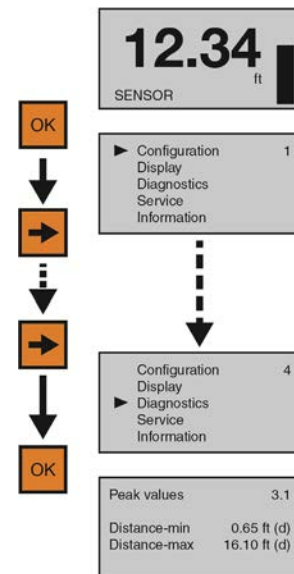 12.34
ft
SENSOR
OK
Configuration 1
Display
Diagnostics
Service
Information
Configuration 4
Display
Diagnostics
Service
Information
OK
Peak values 3.1
Distance-min 0.65 ft (d)
Distance-max 16.10 ft (d)